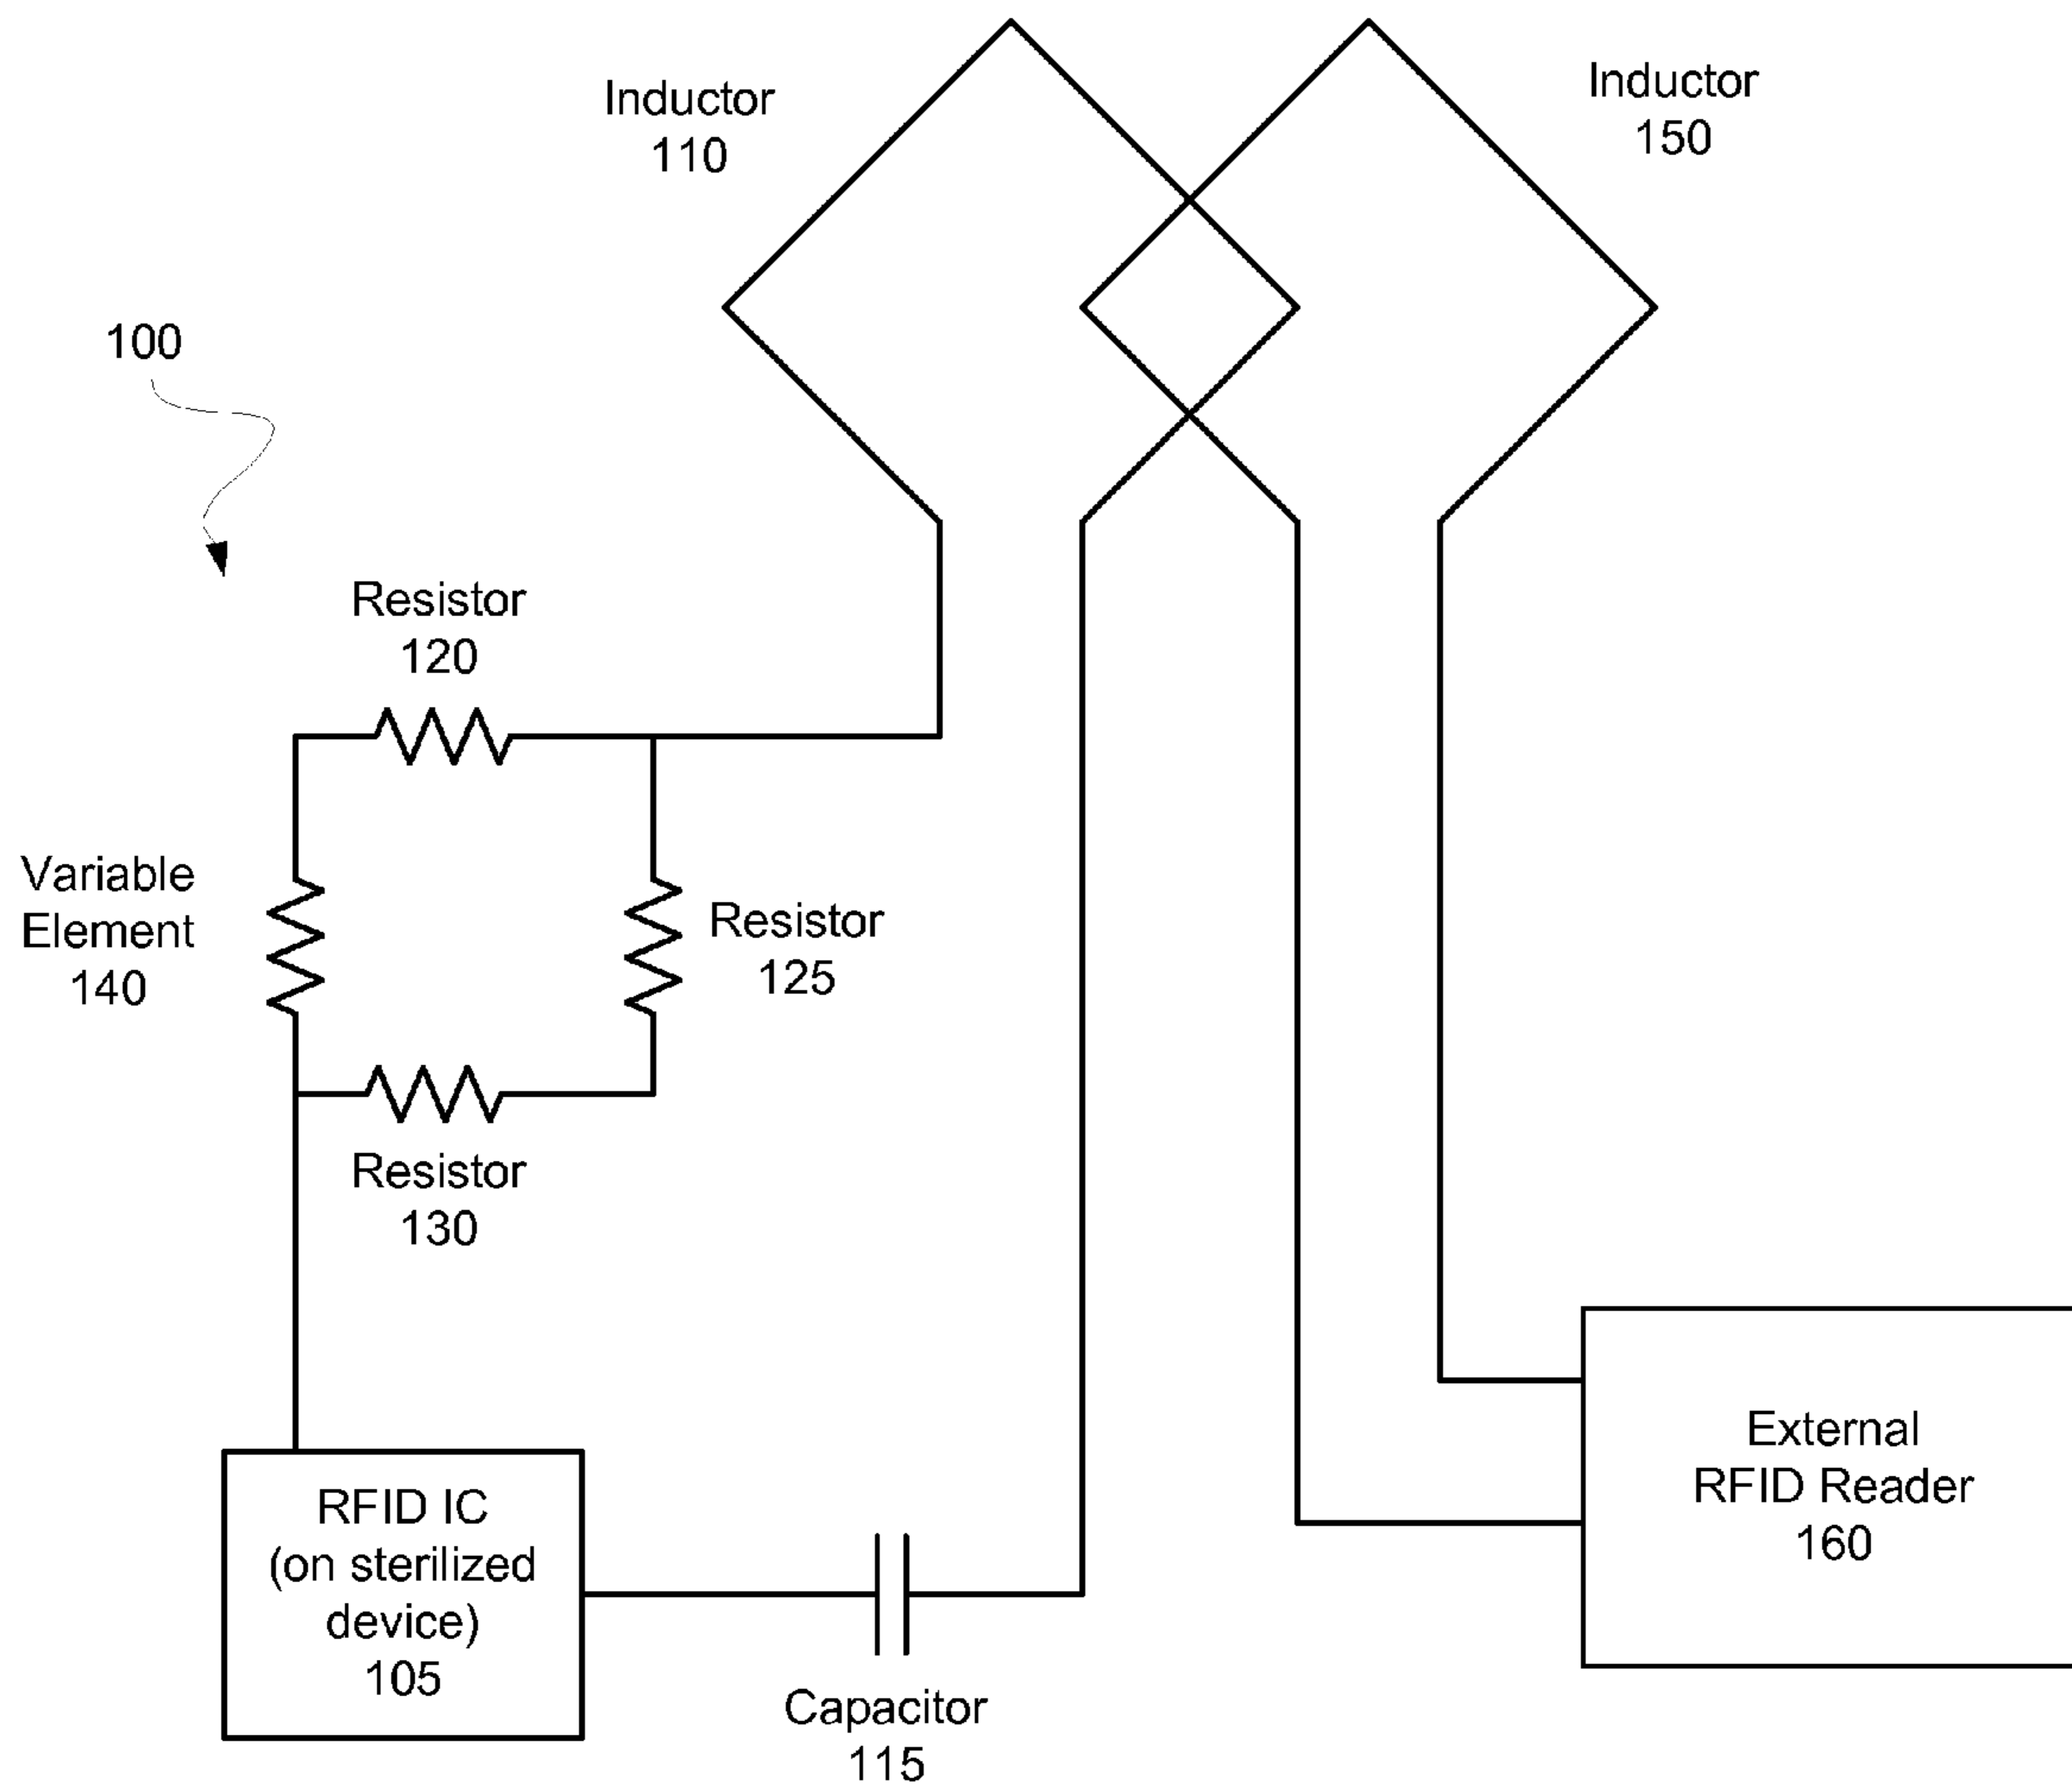 Inductor
110
Inductor
150
100
Resistor
120
Variable
Element
140
Resistor
125
Resistor
130
RFID IC
(on sterilized
device)
105
Capacitor
115
External
RFID Reader
160